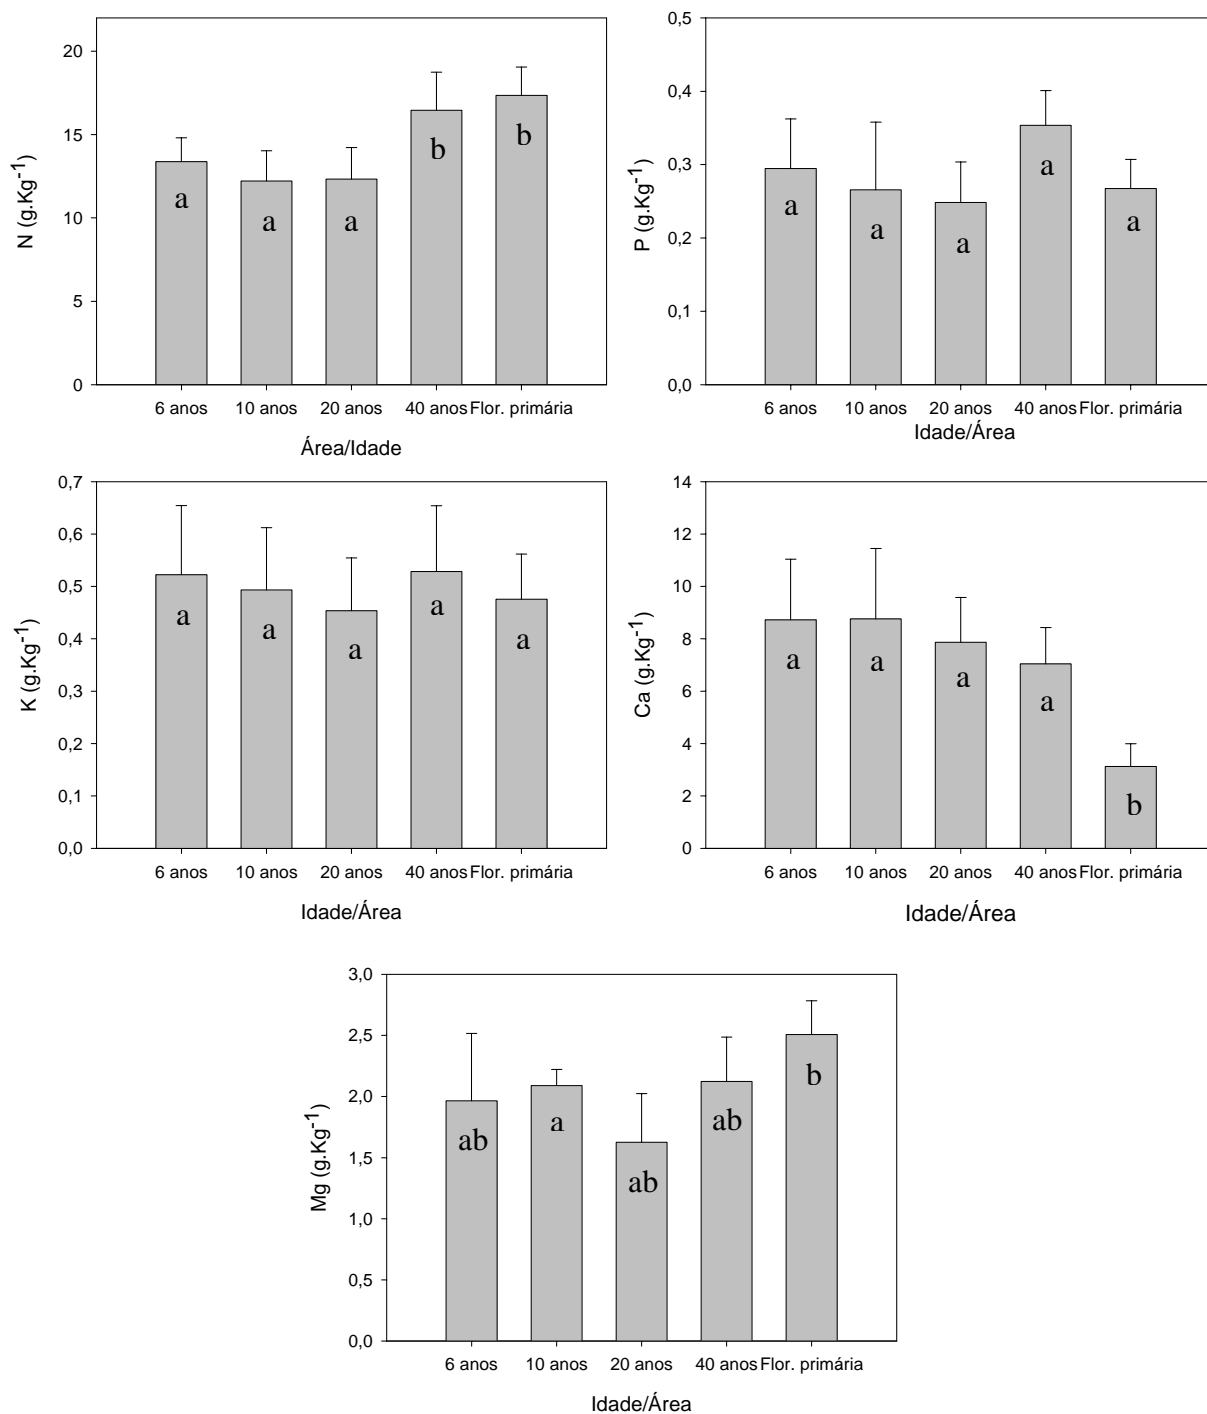 N (g.Kg-1)
20
15
10
5
0
b
b
a
a
a
6 anos
10 anos
20 anos
40 anos
Flor. primária
Área/Idade
P (g.Kg-1)
0,5
0,4
0,3
0,2
0,1
0,0
a
a
a
a
a
6 anos
10 anos
20 anos
40 anos
Flor. primária
Idade/Área
K (g.Kg-1)
0,7
0,6
0,5
0,4
0,3
0,2
0,1
0,0
a
a
a
a
a
6 anos
10 anos
20 anos
40 anos
Flor. primária
Idade/Área
Ca (g.Kg-1)
14
12
10
8
6
4
2
0
a
a
a
a
b
6 anos
10 anos
20 anos
40 anos
Flor. primária
Idade/Área
Mg (g.Kg-1)
3,0
2,5
2,0
1,5
1,0
0,5
0,0
ab
a
ab
ab
b
6 anos
10 anos
20 anos
40 anos
Flor. primária
Idade/Área